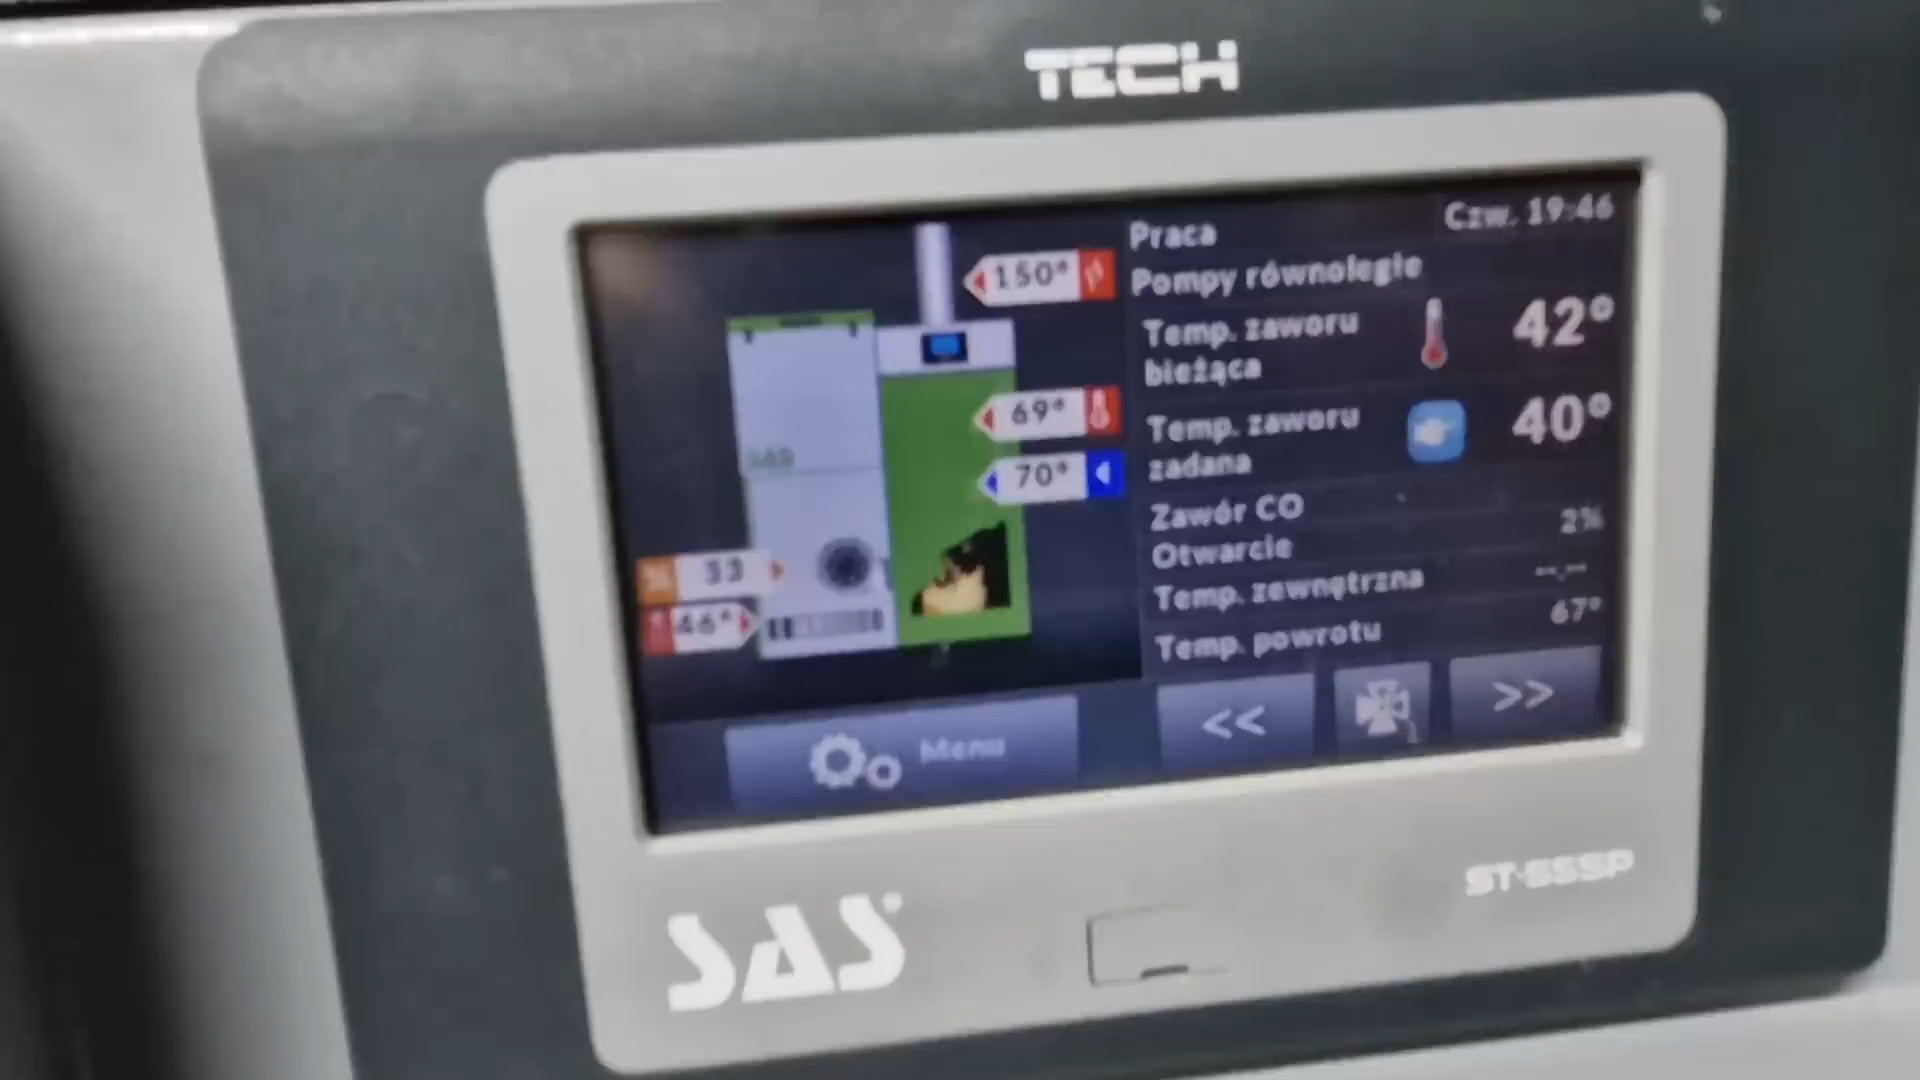 TECH
Praca
Czw. 19:46
Pompy równoległe
150°
Temp. zaworu
bieżąca
42°
69°
Temp. zaworu
zadana
40°
70°
Zawór CO
Otwarcie
2%
33
Temp. zewnętrzna
--.--
46°
Temp. powrotu
67°
Menu
<<
>>
SAS
ST-555P